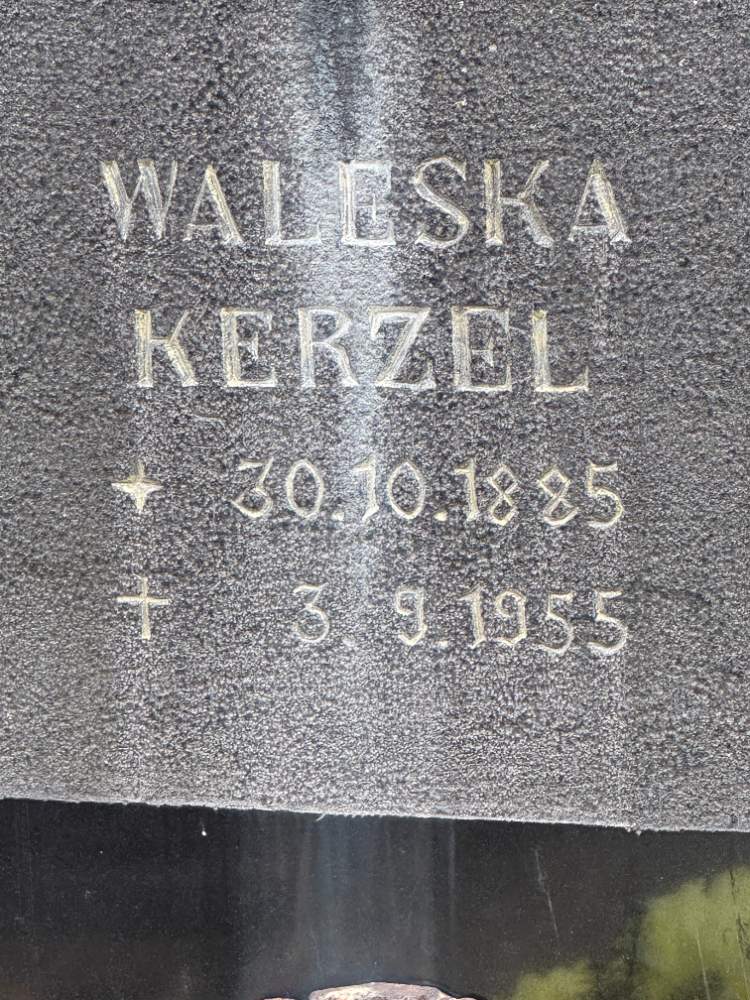 WALESKA
KERZEL
✦ 30.10.1885
✝ 3 9.1955